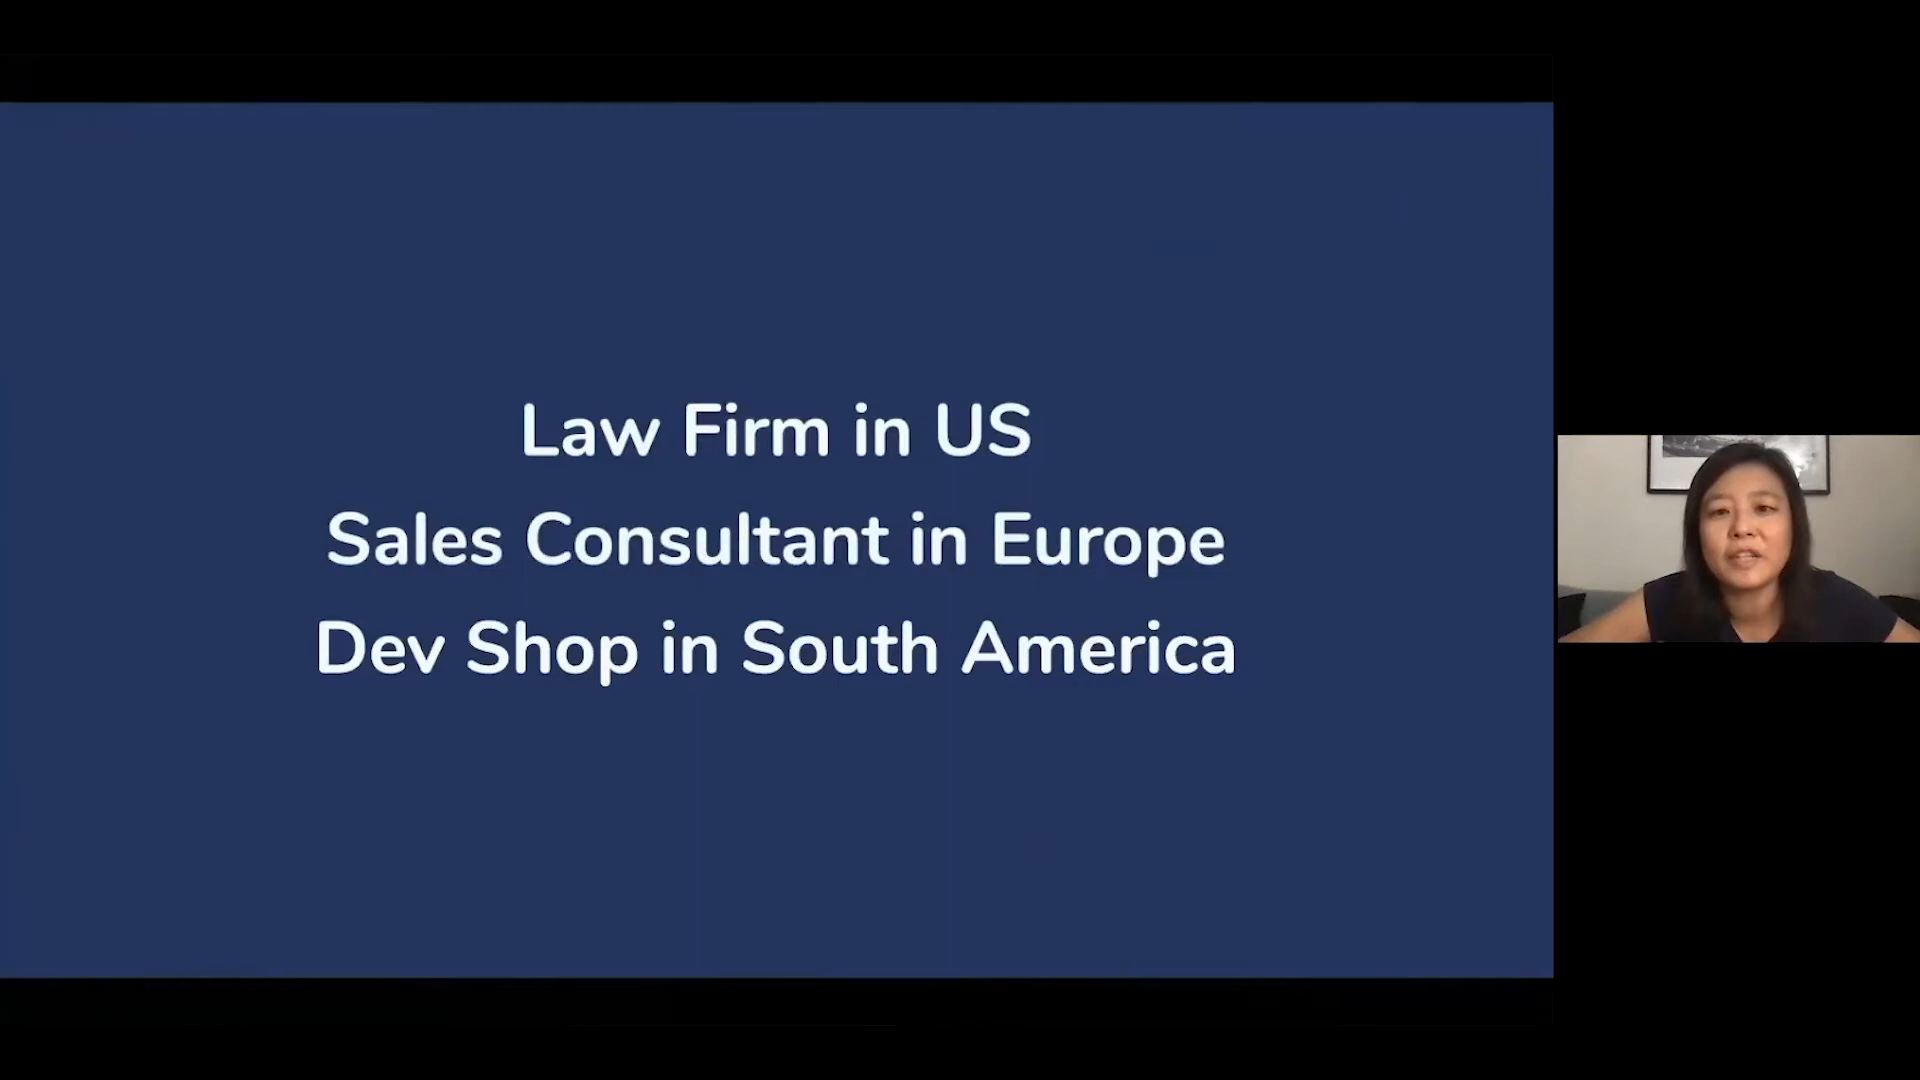 Law Firm in US
Sales Consultant in Europe
Dev Shop in South America